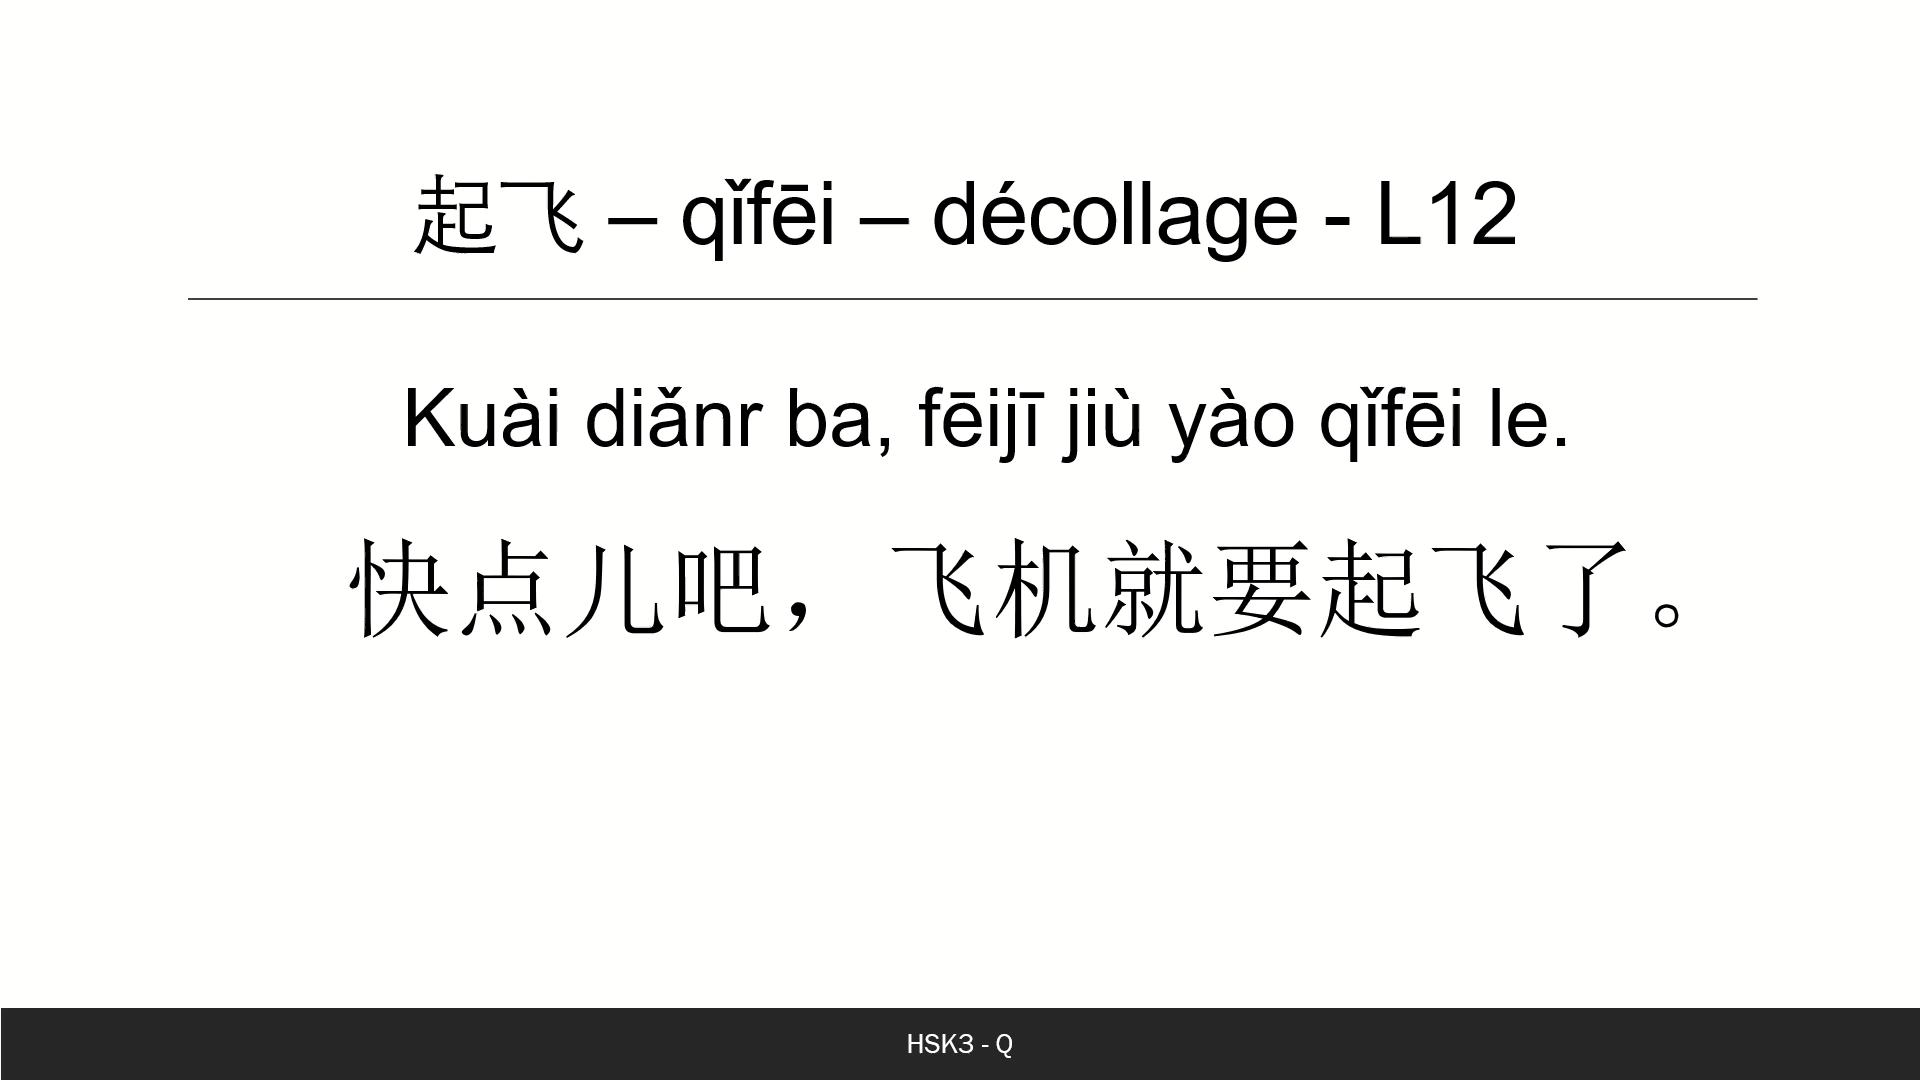 起飞 – qǐfēi – décollage - L12
Kuài diǎnr ba, fēijī jiù yào qǐfēi le.
快点儿吧，飞机就要起飞了。
HSK3 - Q